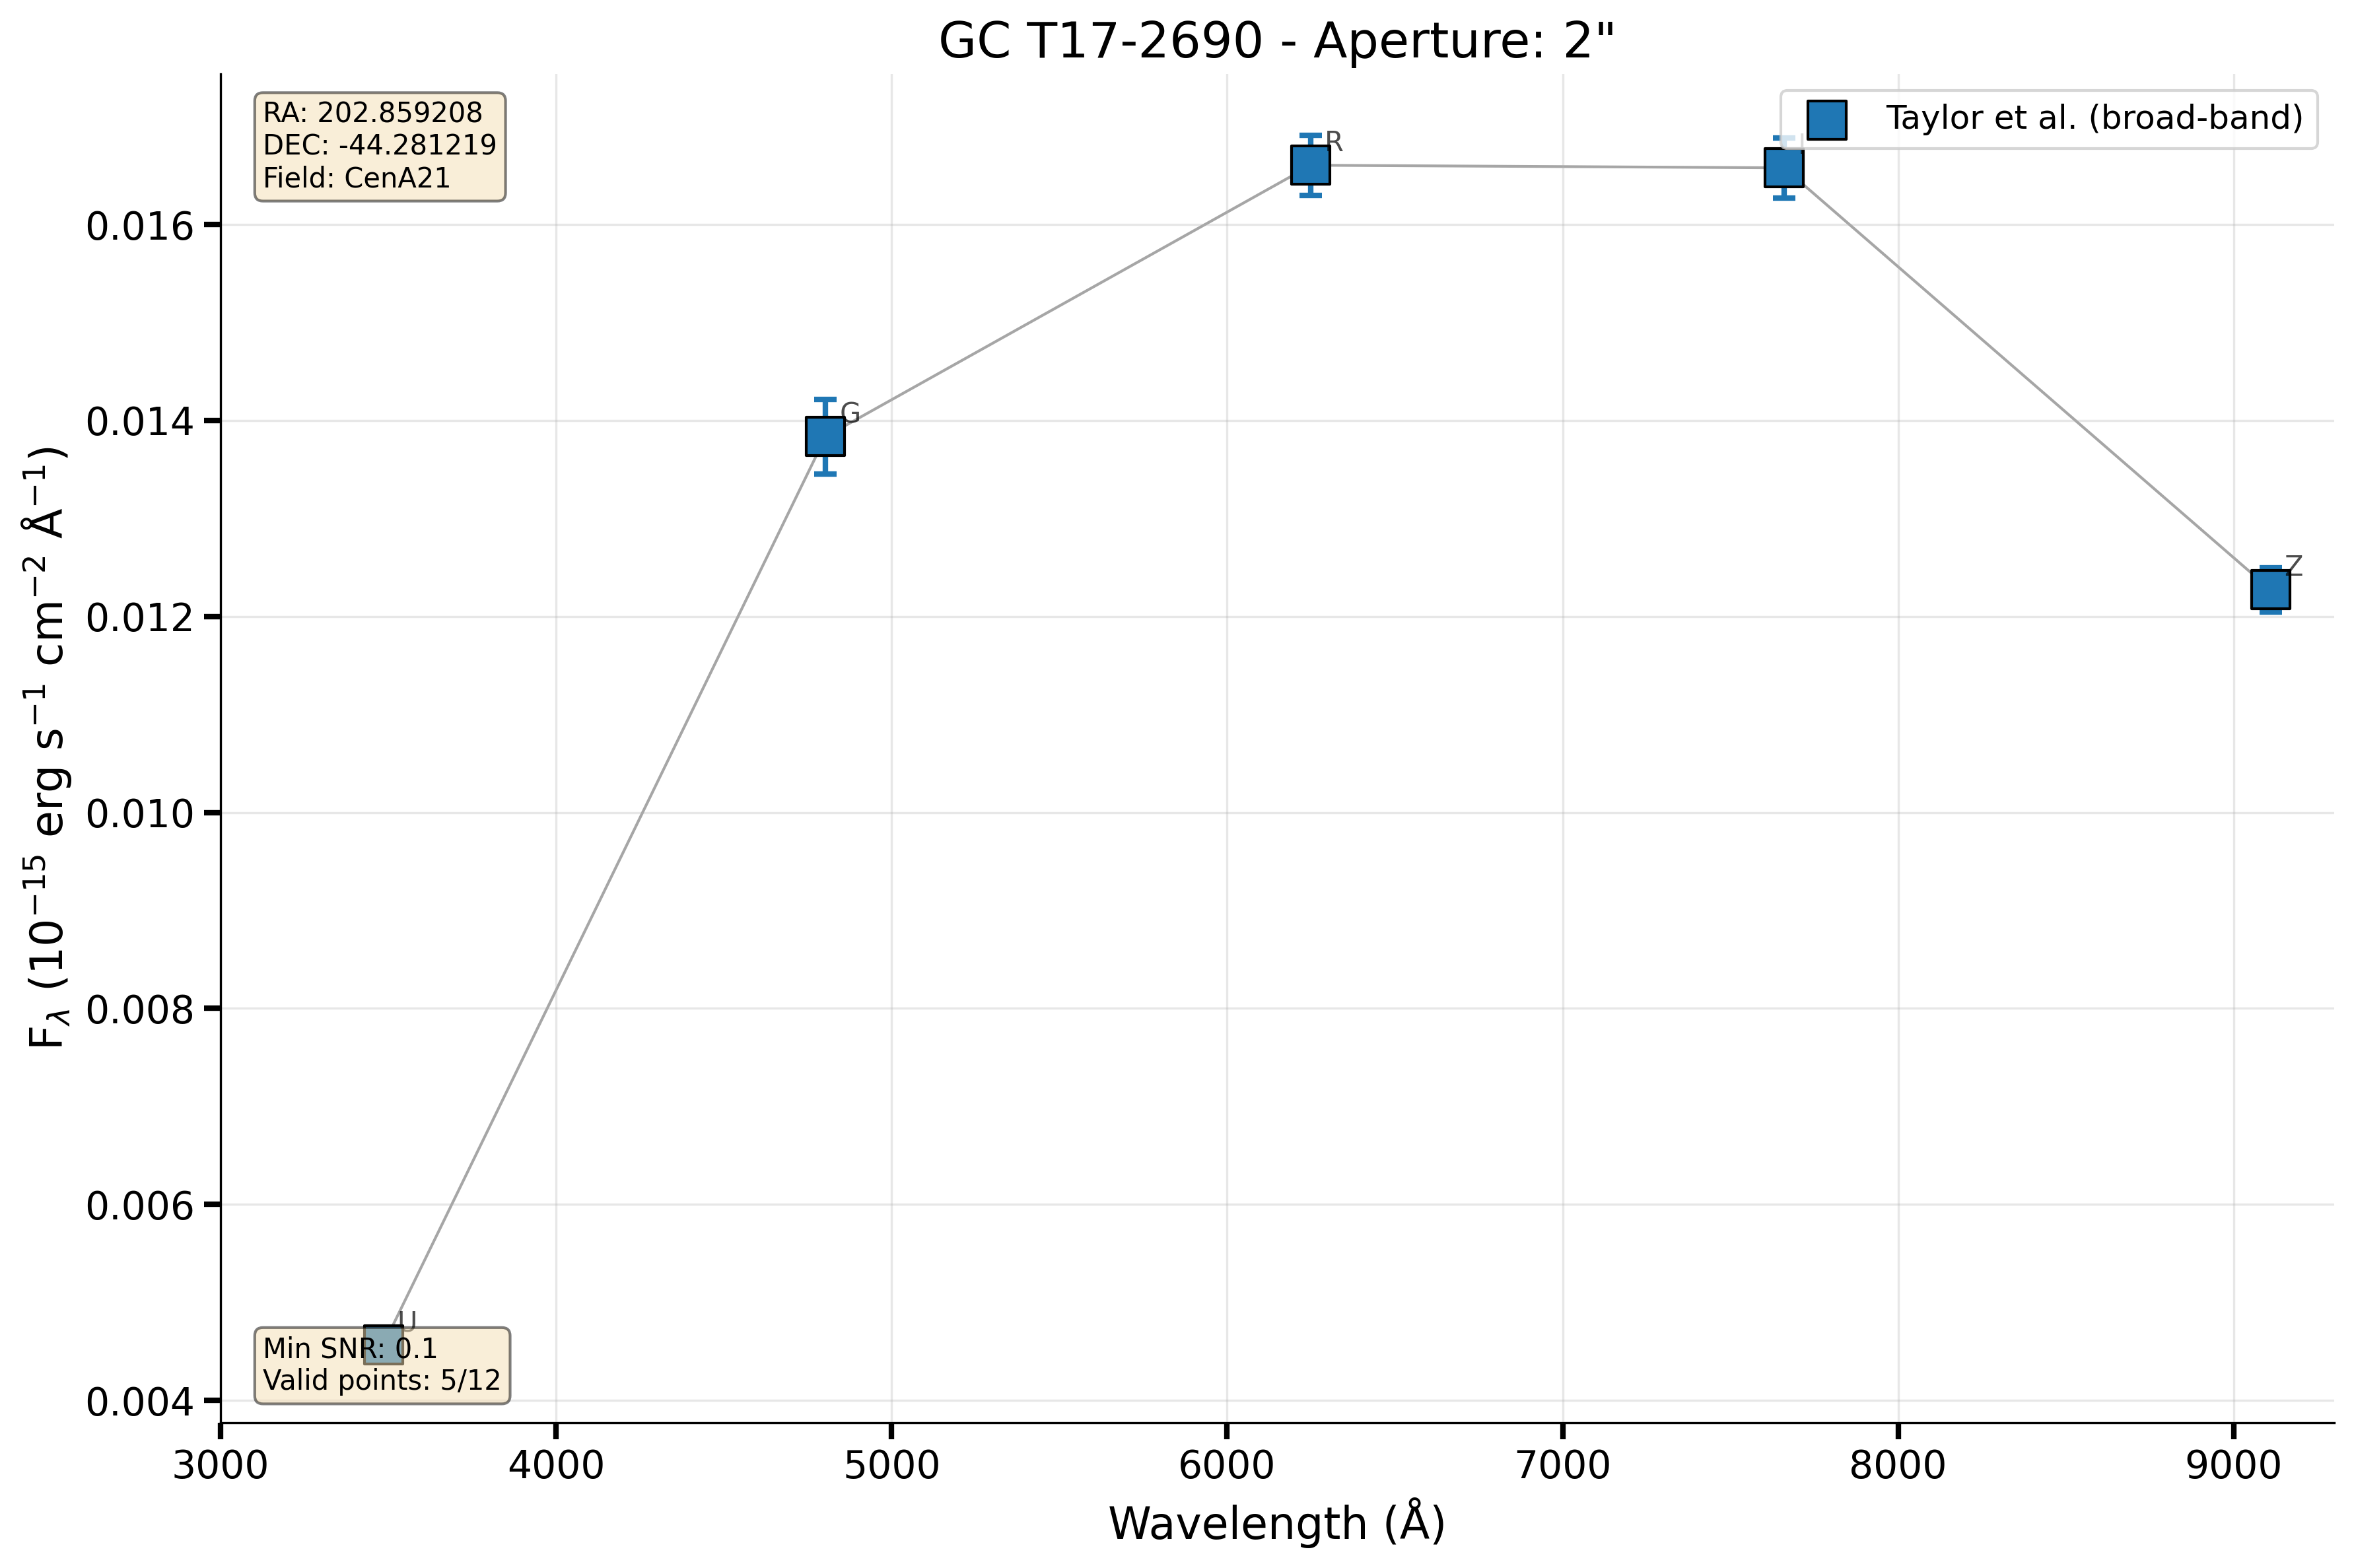 GC T17-2690 - Aperture: 2"
RA: 202.859208
DEC: -44.281219
Field: CenA21
Taylor et al. (broad-band)
R
I
G
Z
U
Min SNR: 0.1
Valid points: 5/12
0.016
0.014
0.012
0.010
0.008
0.006
0.004
F_λ (10⁻¹⁵ erg s⁻¹ cm⁻² Å⁻¹)
3000 4000 5000 6000 7000 8000 9000
Wavelength (Å)